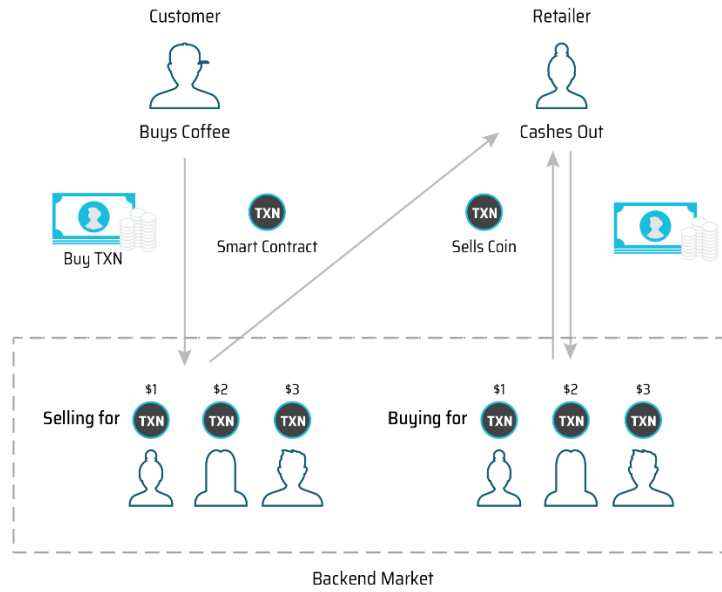 Customer
Retailer
Buys Coffee
Cashes Out
TXN
TXN
Buy TXN
Smart Contract
Sells Coin
$1 $2 $3
$1 $2 $3
Selling for TXN TXN TXN
Buying for TXN TXN TXN
Backend Market